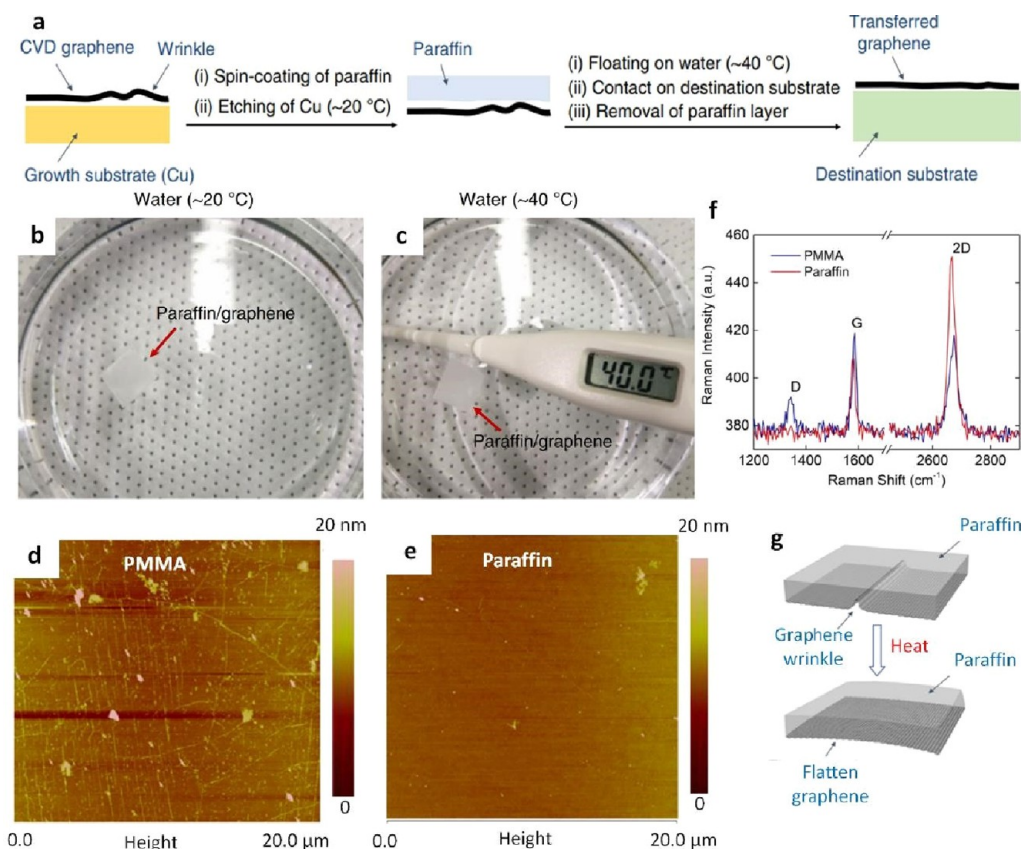 a
CVD graphene
Wrinkle
(i) Spin-coating of paraffin
(ii) Etching of Cu (~20 °C)
Growth substrate (Cu)
Paraffin
(i) Floating on water (~40 °C)
(ii) Contact on destination substrate
(iii) Removal of paraffin layer
Transferred
graphene
Destination substrate
Water (~20 °C)
b
Paraffin/graphene
Water (~40 °C)
c
40.0 °C
Paraffin/graphene
f
Raman Intensity (a.u.)
460
440
420
400
380
PMMA
Paraffin
D
G
2D
1200
1400
1600
2600
2800
Raman Shift (cm⁻¹)
d
PMMA
20 nm
0
0.0
Height
20.0 μm
e
Paraffin
20 nm
0
0.0
Height
20.0 μm
g
Paraffin
Graphene
wrinkle
Heat
Paraffin
Flatten
graphene